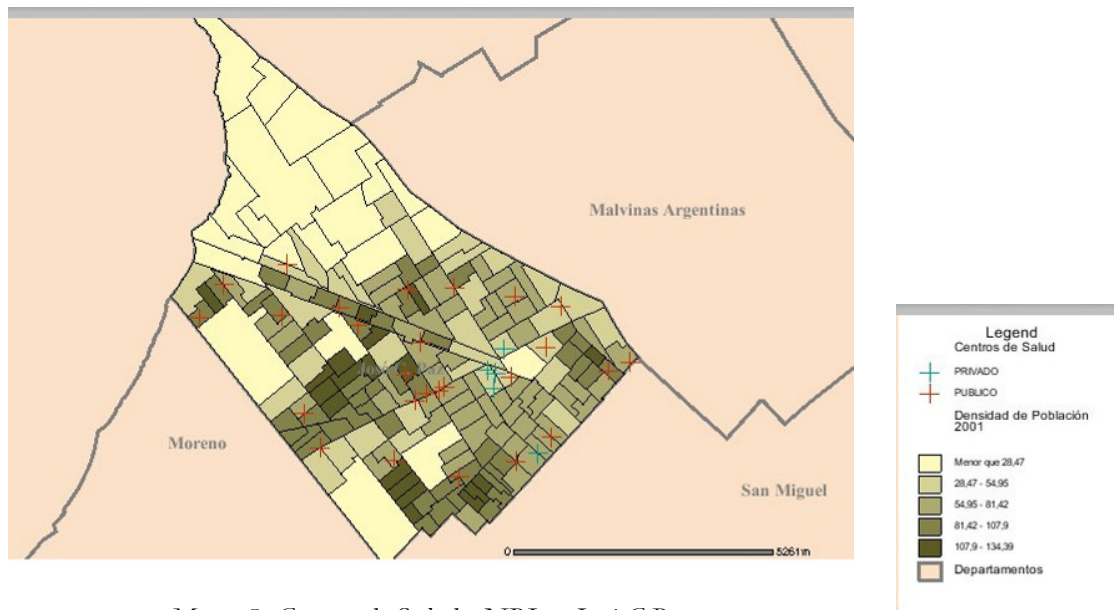 Malvinas Argentinas
José C. Paz
Moreno
San Miguel
0 5261m
Legend
Centros de Salud
PRIVADO
PUBLICO
Densidad de Población
2001
Menor que 28,47
28,47 - 54,95
54,95 - 81,42
81,42 - 107,9
107,9 - 134,39
Departamentos